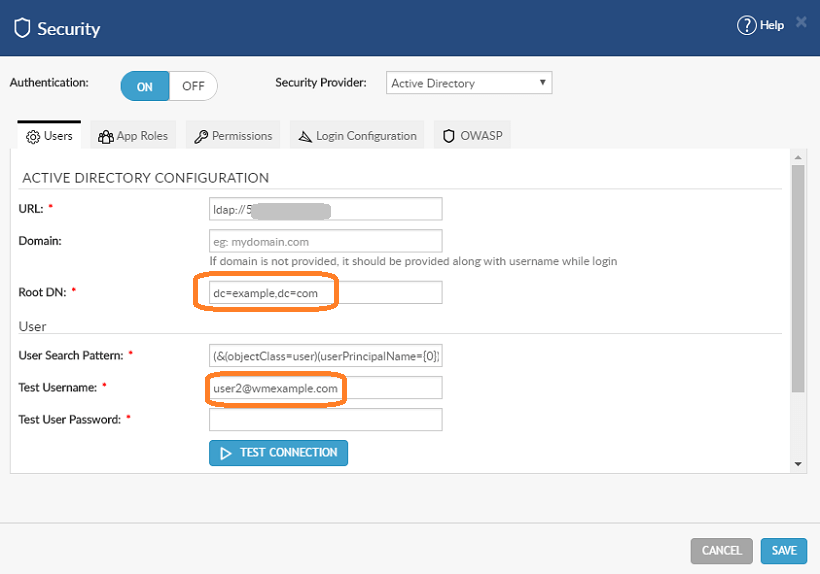 Security
Help
Authentication:
ON
OFF
Security Provider:
Active Directory
Users
App Roles
Permissions
Login Configuration
OWASP
ACTIVE DIRECTORY CONFIGURATION
URL: *
ldap://5
Domain:
eg: mydomain.com
If domain is not provided, it should be provided along with username while login
Root DN: *
dc=example,dc=com
User
User Search Pattern: *
(&(objectClass=user)(userPrincipalName={0})
Test Username: *
user2@wmexample.com
Test User Password: *
TEST CONNECTION
CANCEL
SAVE